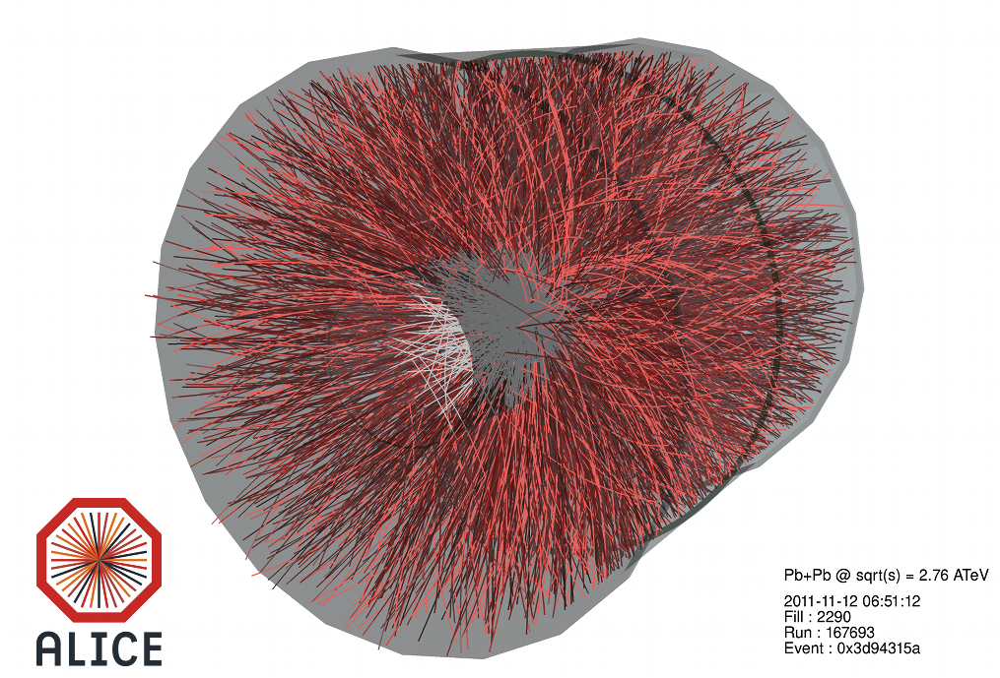 ALICE
Pb+Pb @ sqrt(s) = 2.76 ATeV
2011-11-12 06:51:12
Fill : 2290
Run : 167693
Event : 0x3d94315a